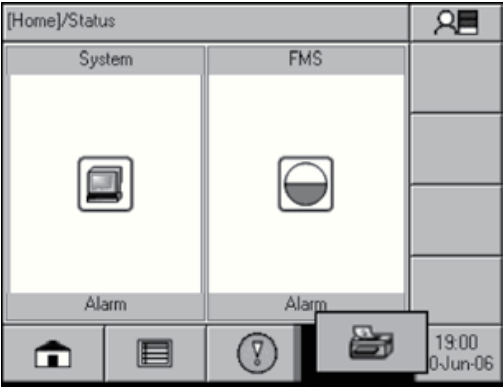 [Home]/Status
System
FMS
Alarm
Alarm
19:00
0-Jun-06